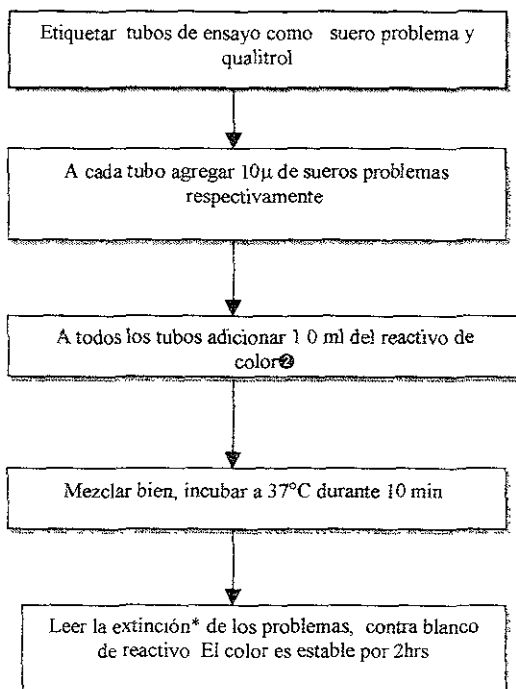 Etiquetar tubos de ensayo como suero problema y
qualitrol
A cada tubo agregar 10µ de sueros problemas
respectivamente
A todos los tubos adicionar 1 0 ml del reactivo de
color❷
Mezclar bien, incubar a 37°C durante 10 min
Leer la extinción* de los problemas, contra blanco
de reactivo El color es estable por 2hrs